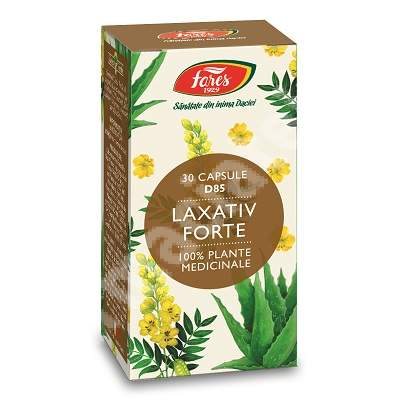 Fares
1929
Sănătate din inima Daciei
30 CAPSULE
D85
LAXATIV
FORTE
100% PLANTE
MEDICINALE